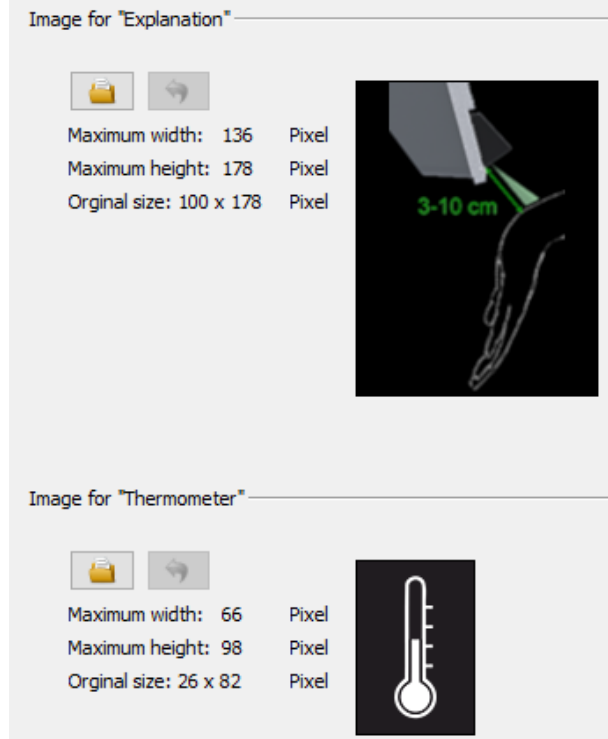 Image for "Explanation"
Maximum width: 136 Pixel
Maximum height: 178 Pixel
Orginal size: 100 x 178 Pixel
3-10 cm
Image for "Thermometer"
Maximum width: 66 Pixel
Maximum height: 98 Pixel
Orginal size: 26 x 82 Pixel